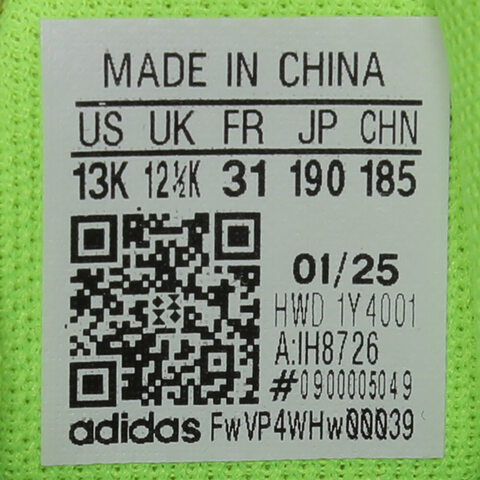 MADE IN CHINA
US UK FR JP CHN
13K 12½K 31 190 185
01/25
HWD 1Y4001
A:IH8726
#0900005049
adidas FwVP4WHw00039